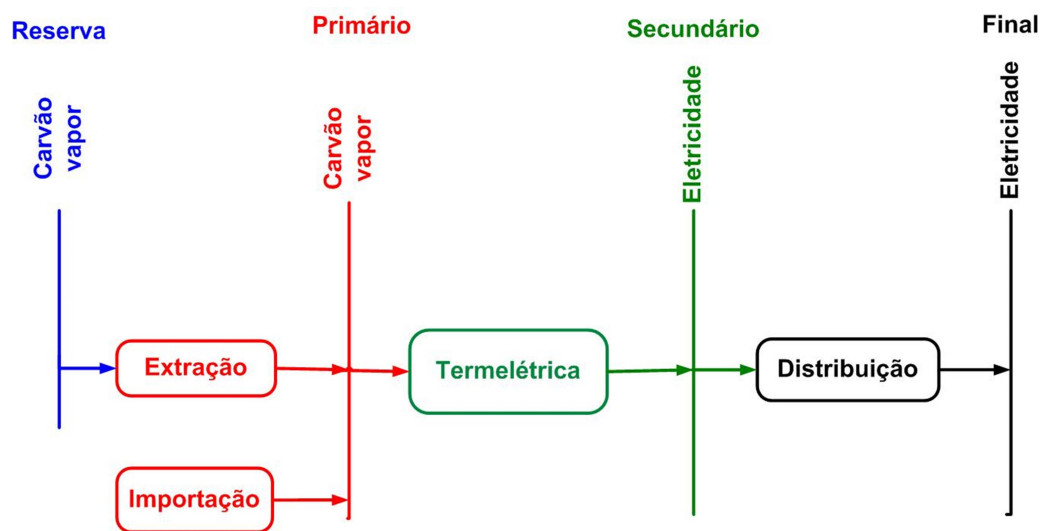 Reserva
Primário
Secundário
Final
Carvão
vapor
Carvão
vapor
Eletricidade
Eletricidade
Extração
Termelétrica
Distribuição
Importação